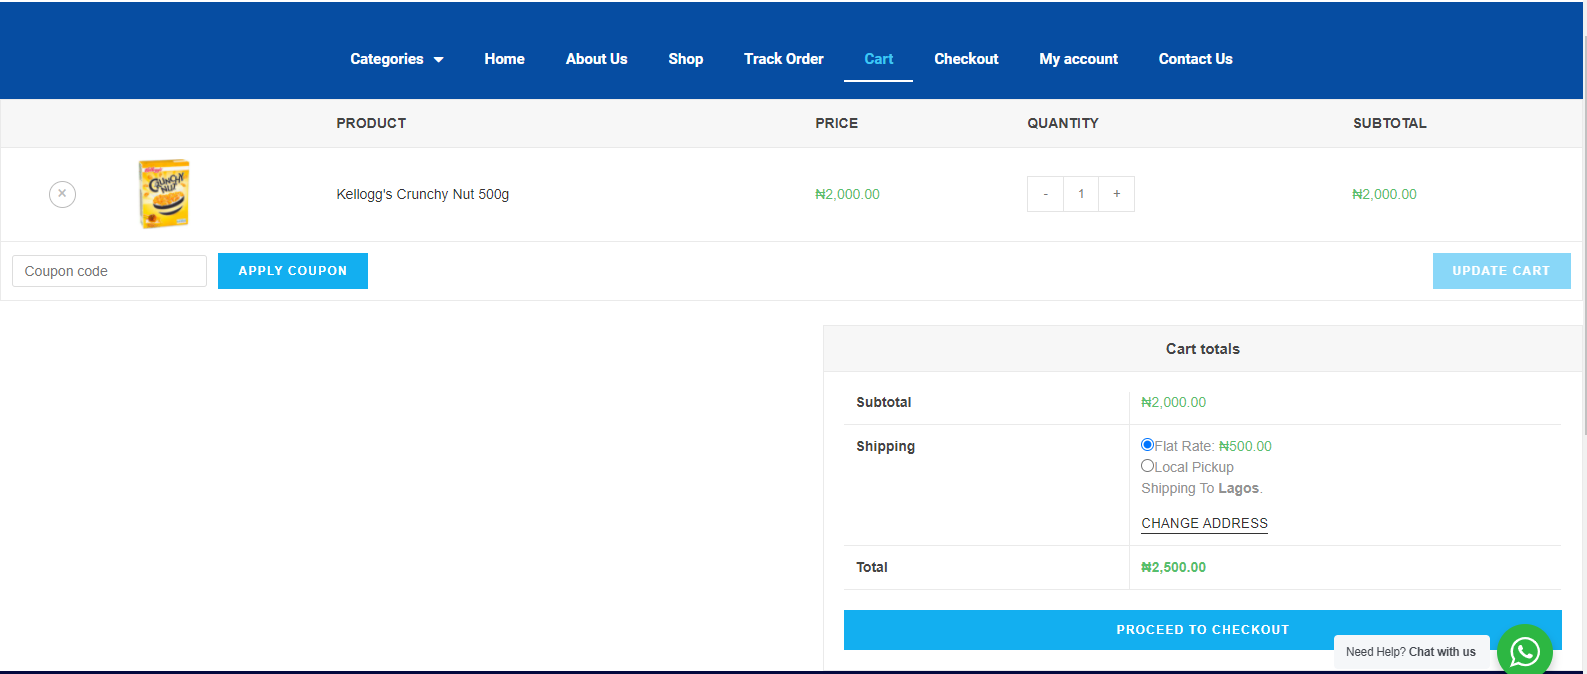 Categories Home About Us Shop Track Order Cart Checkout My account Contact Us
PRODUCT PRICE QUANTITY SUBTOTAL
CRUNCHY
NUT
× Kellogg's Crunchy Nut 500g ₦2,000.00 - 1 + ₦2,000.00
Coupon code APPLY COUPON UPDATE CART
Cart totals
Subtotal ₦2,000.00
Shipping Flat Rate: ₦500.00
Local Pickup
Shipping To Lagos.
CHANGE ADDRESS
Total ₦2,500.00
PROCEED TO CHECKOUT
Need Help? Chat with us